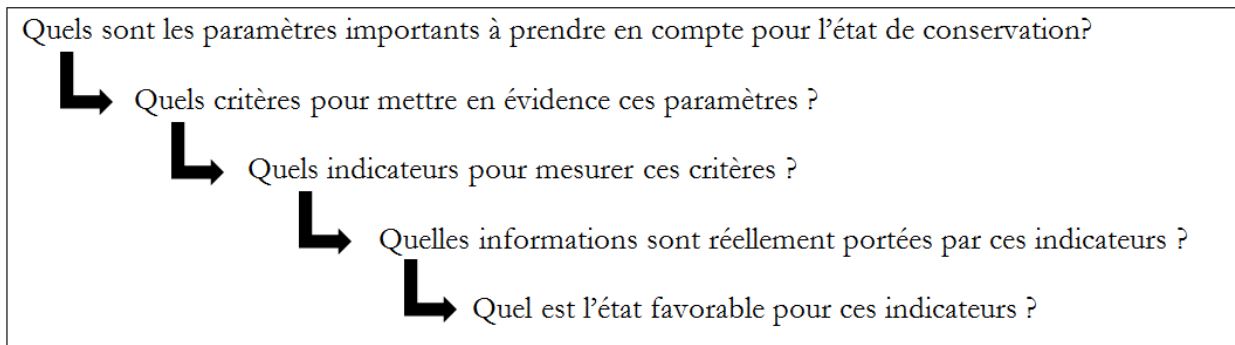 Quels sont les paramètres importants à prendre en compte pour l’état de conservation?
Quels critères pour mettre en évidence ces paramètres ?
Quels indicateurs pour mesurer ces critères ?
Quelles informations sont réellement portées par ces indicateurs ?
Quel est l’état favorable pour ces indicateurs ?